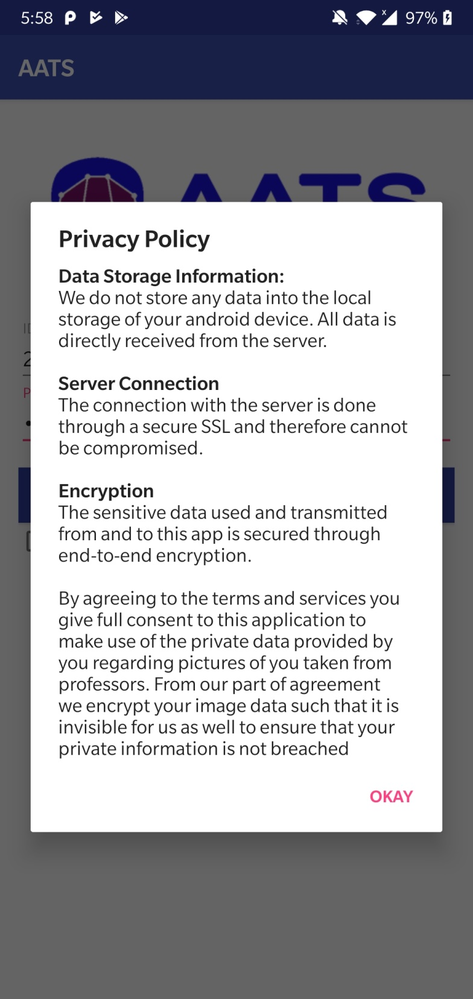 5:58
97%
AATS
AATS
Privacy Policy
Data Storage Information:
We do not store any data into the local
storage of your android device. All data is
directly received from the server.
Server Connection
The connection with the server is done
through a secure SSL and therefore cannot
be compromised.
Encryption
The sensitive data used and transmitted
from and to this app is secured through
end-to-end encryption.
By agreeing to the terms and services you
give full consent to this application to
make use of the private data provided by
you regarding pictures of you taken from
professors. From our part of agreement
we encrypt your image data such that it is
invisible for us as well to ensure that your
private information is not breached
OKAY